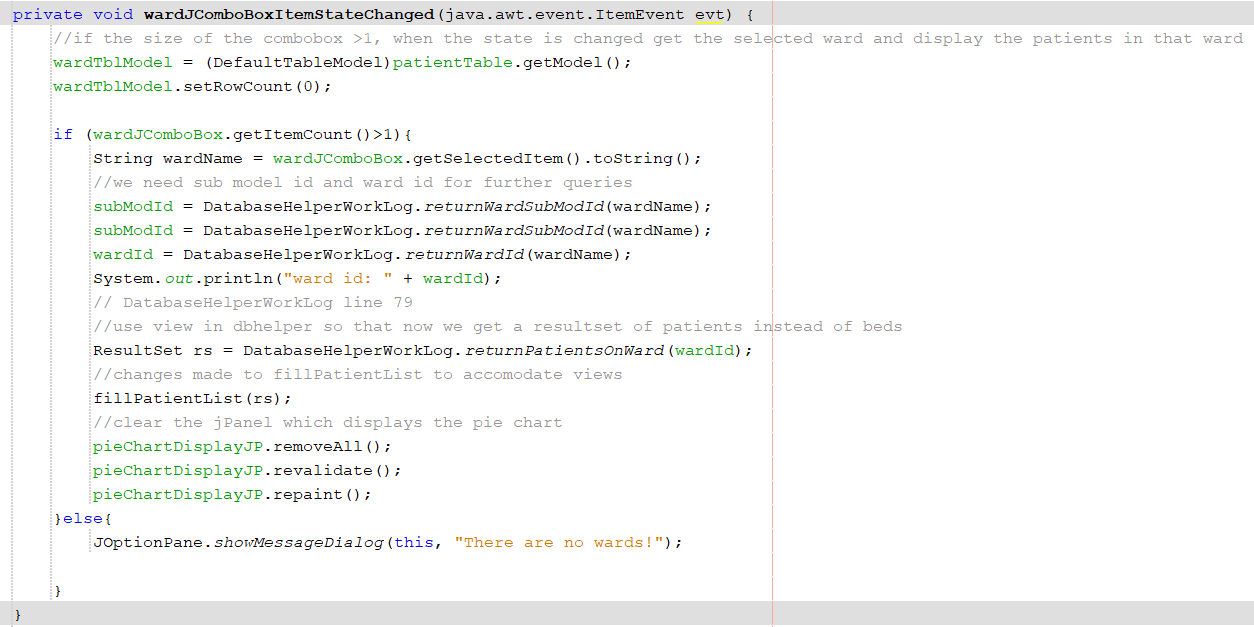 private void wardJComboBoxItemStateChanged(java.awt.event.ItemEvent evt) {
//if the size of the combobox >1, when the state is changed get the selected ward and display the patients in that ward
wardTblModel = (DefaultTableModel)patientTable.getModel();
wardTblModel.setRowCount(0);
if (wardJComboBox.getItemCount()>1){
String wardName = wardJComboBox.getSelectedItem().toString();
//we need sub model id and ward id for further queries
subModId = DatabaseHelperWorkLog.returnWardSubModId(wardName);
subModId = DatabaseHelperWorkLog.returnWardSubModId(wardName);
wardId = DatabaseHelperWorkLog.returnWardId(wardName);
System.out.println("ward id: " + wardId);
// DatabaseHelperWorkLog line 79
//use view in dbhelper so that now we get a resultset of patients instead of beds
ResultSet rs = DatabaseHelperWorkLog.returnPatientsOnWard(wardId);
//changes made to fillPatientList to accomodate views
fillPatientList(rs);
//clear the jPanel which displays the pie chart
pieChartDisplayJP.removeAll();
pieChartDisplayJP.revalidate();
pieChartDisplayJP.repaint();
}else{
JOptionPane.showMessageDialog(this, "There are no wards!");
}
}